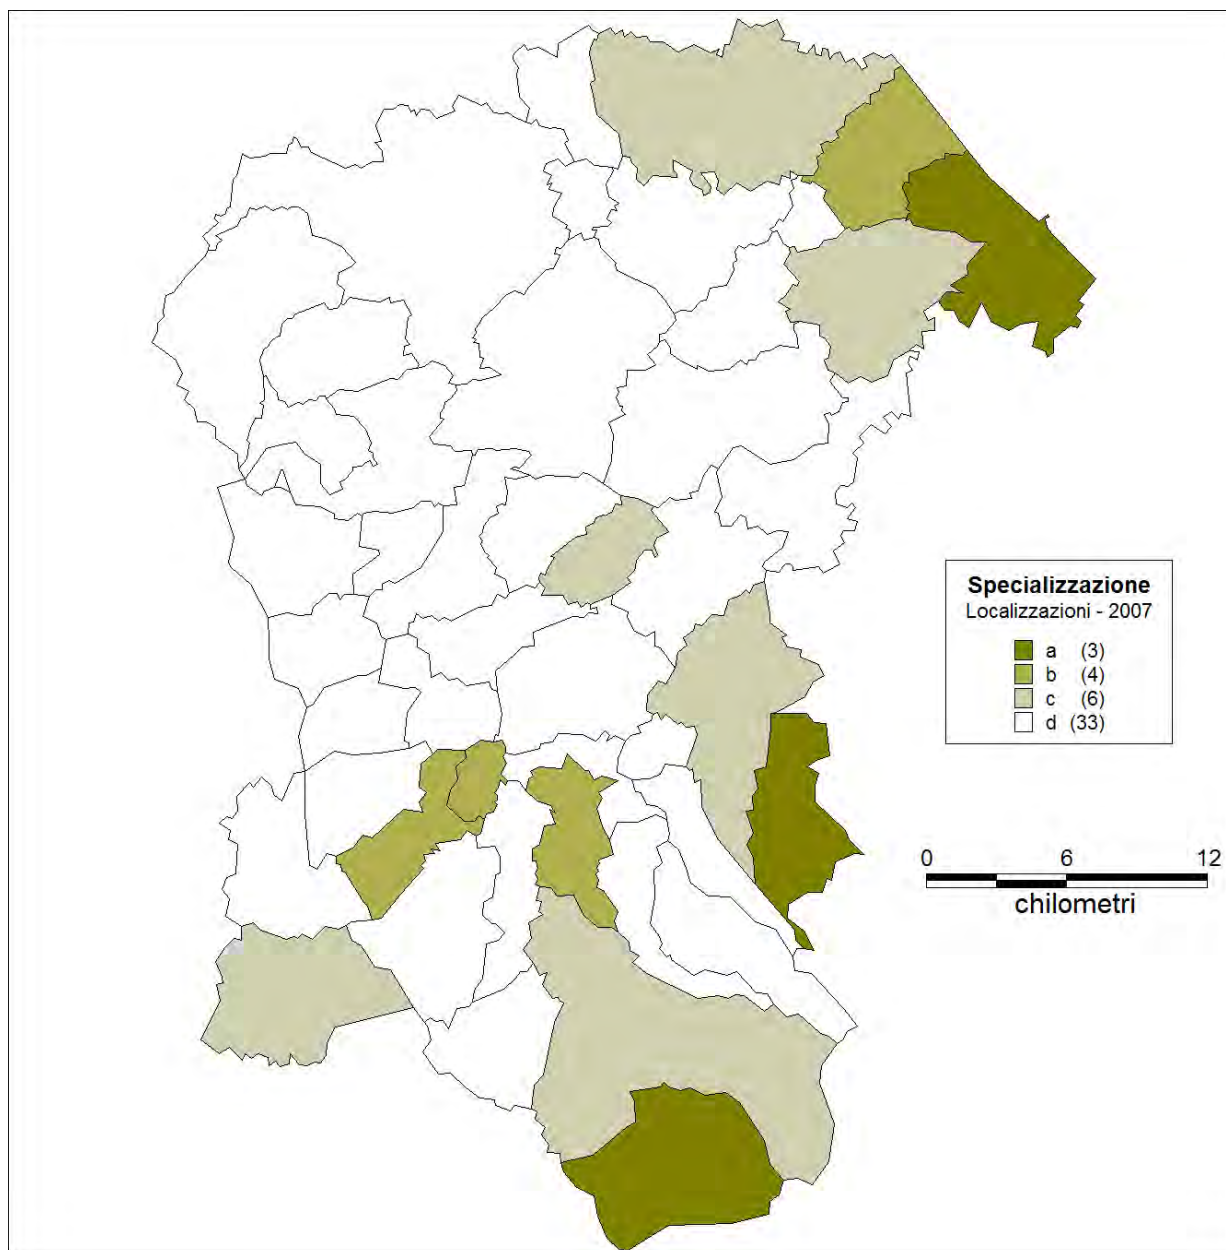 Specializzazione
Localizzazioni - 2007
a (3)
b (4)
c (6)
d (33)
0 6 12
chilometri